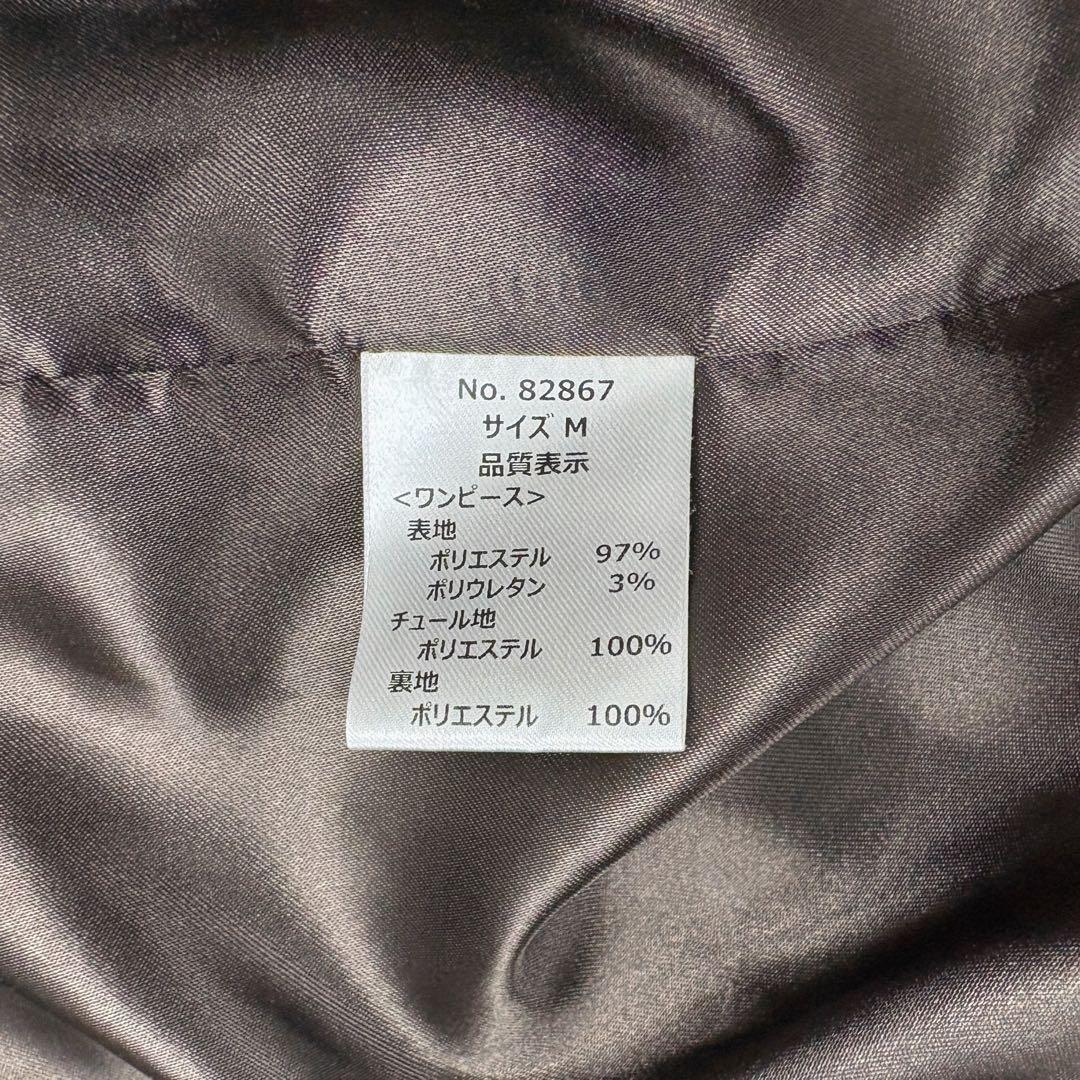 No. 82867
サイズ M
品質表示
<ワンピース>
表地
ポリエステル 97%
ポリウレタン 3%
チュール地
ポリエステル 100%
裏地
ポリエステル 100%